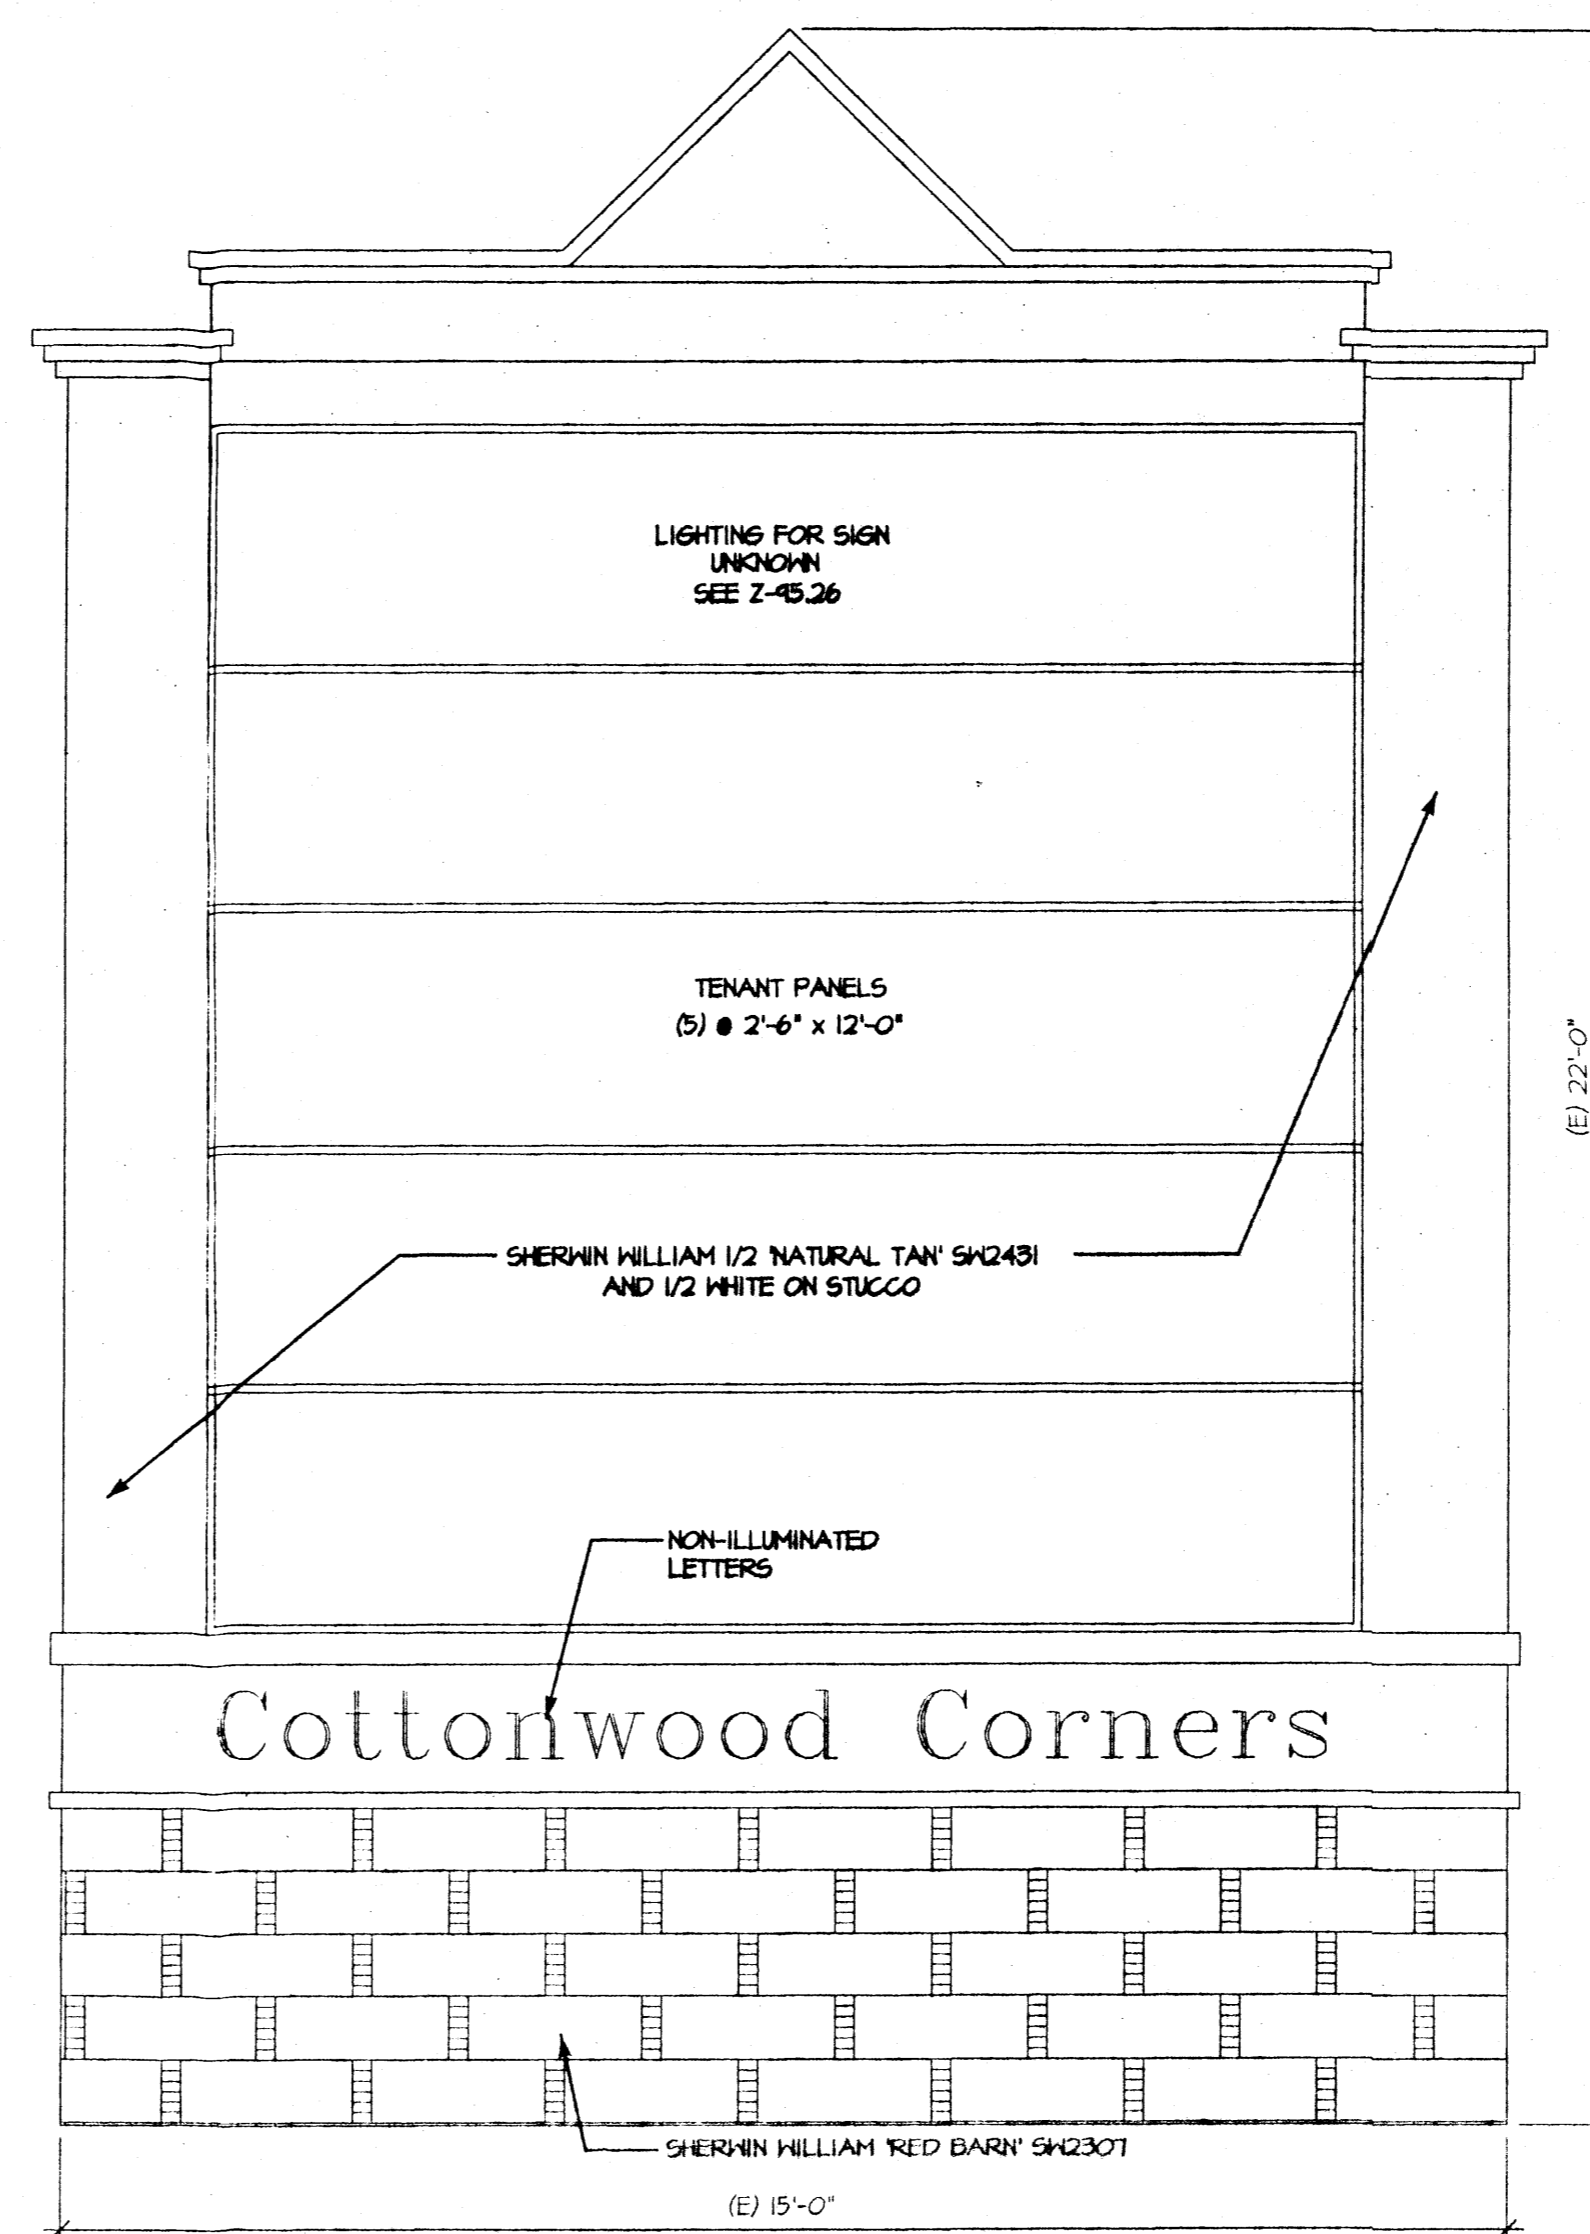 LIGHTING FOR SIGN
UNKNOWN
SEE Z-95.26
TENANT PANELS
(5) @ 2'-6" x 12'-0"
(E) 22'-0"
SHERWIN WILLIAM 1/2 'NATURAL TAN' SW2431
AND 1/2 WHITE ON STUCCO
NON-ILLUMINATED
LETTERS
Cottonwood Corners
SHERWIN WILLIAM 'RED BARN' SW2307
(E) 15'-0"